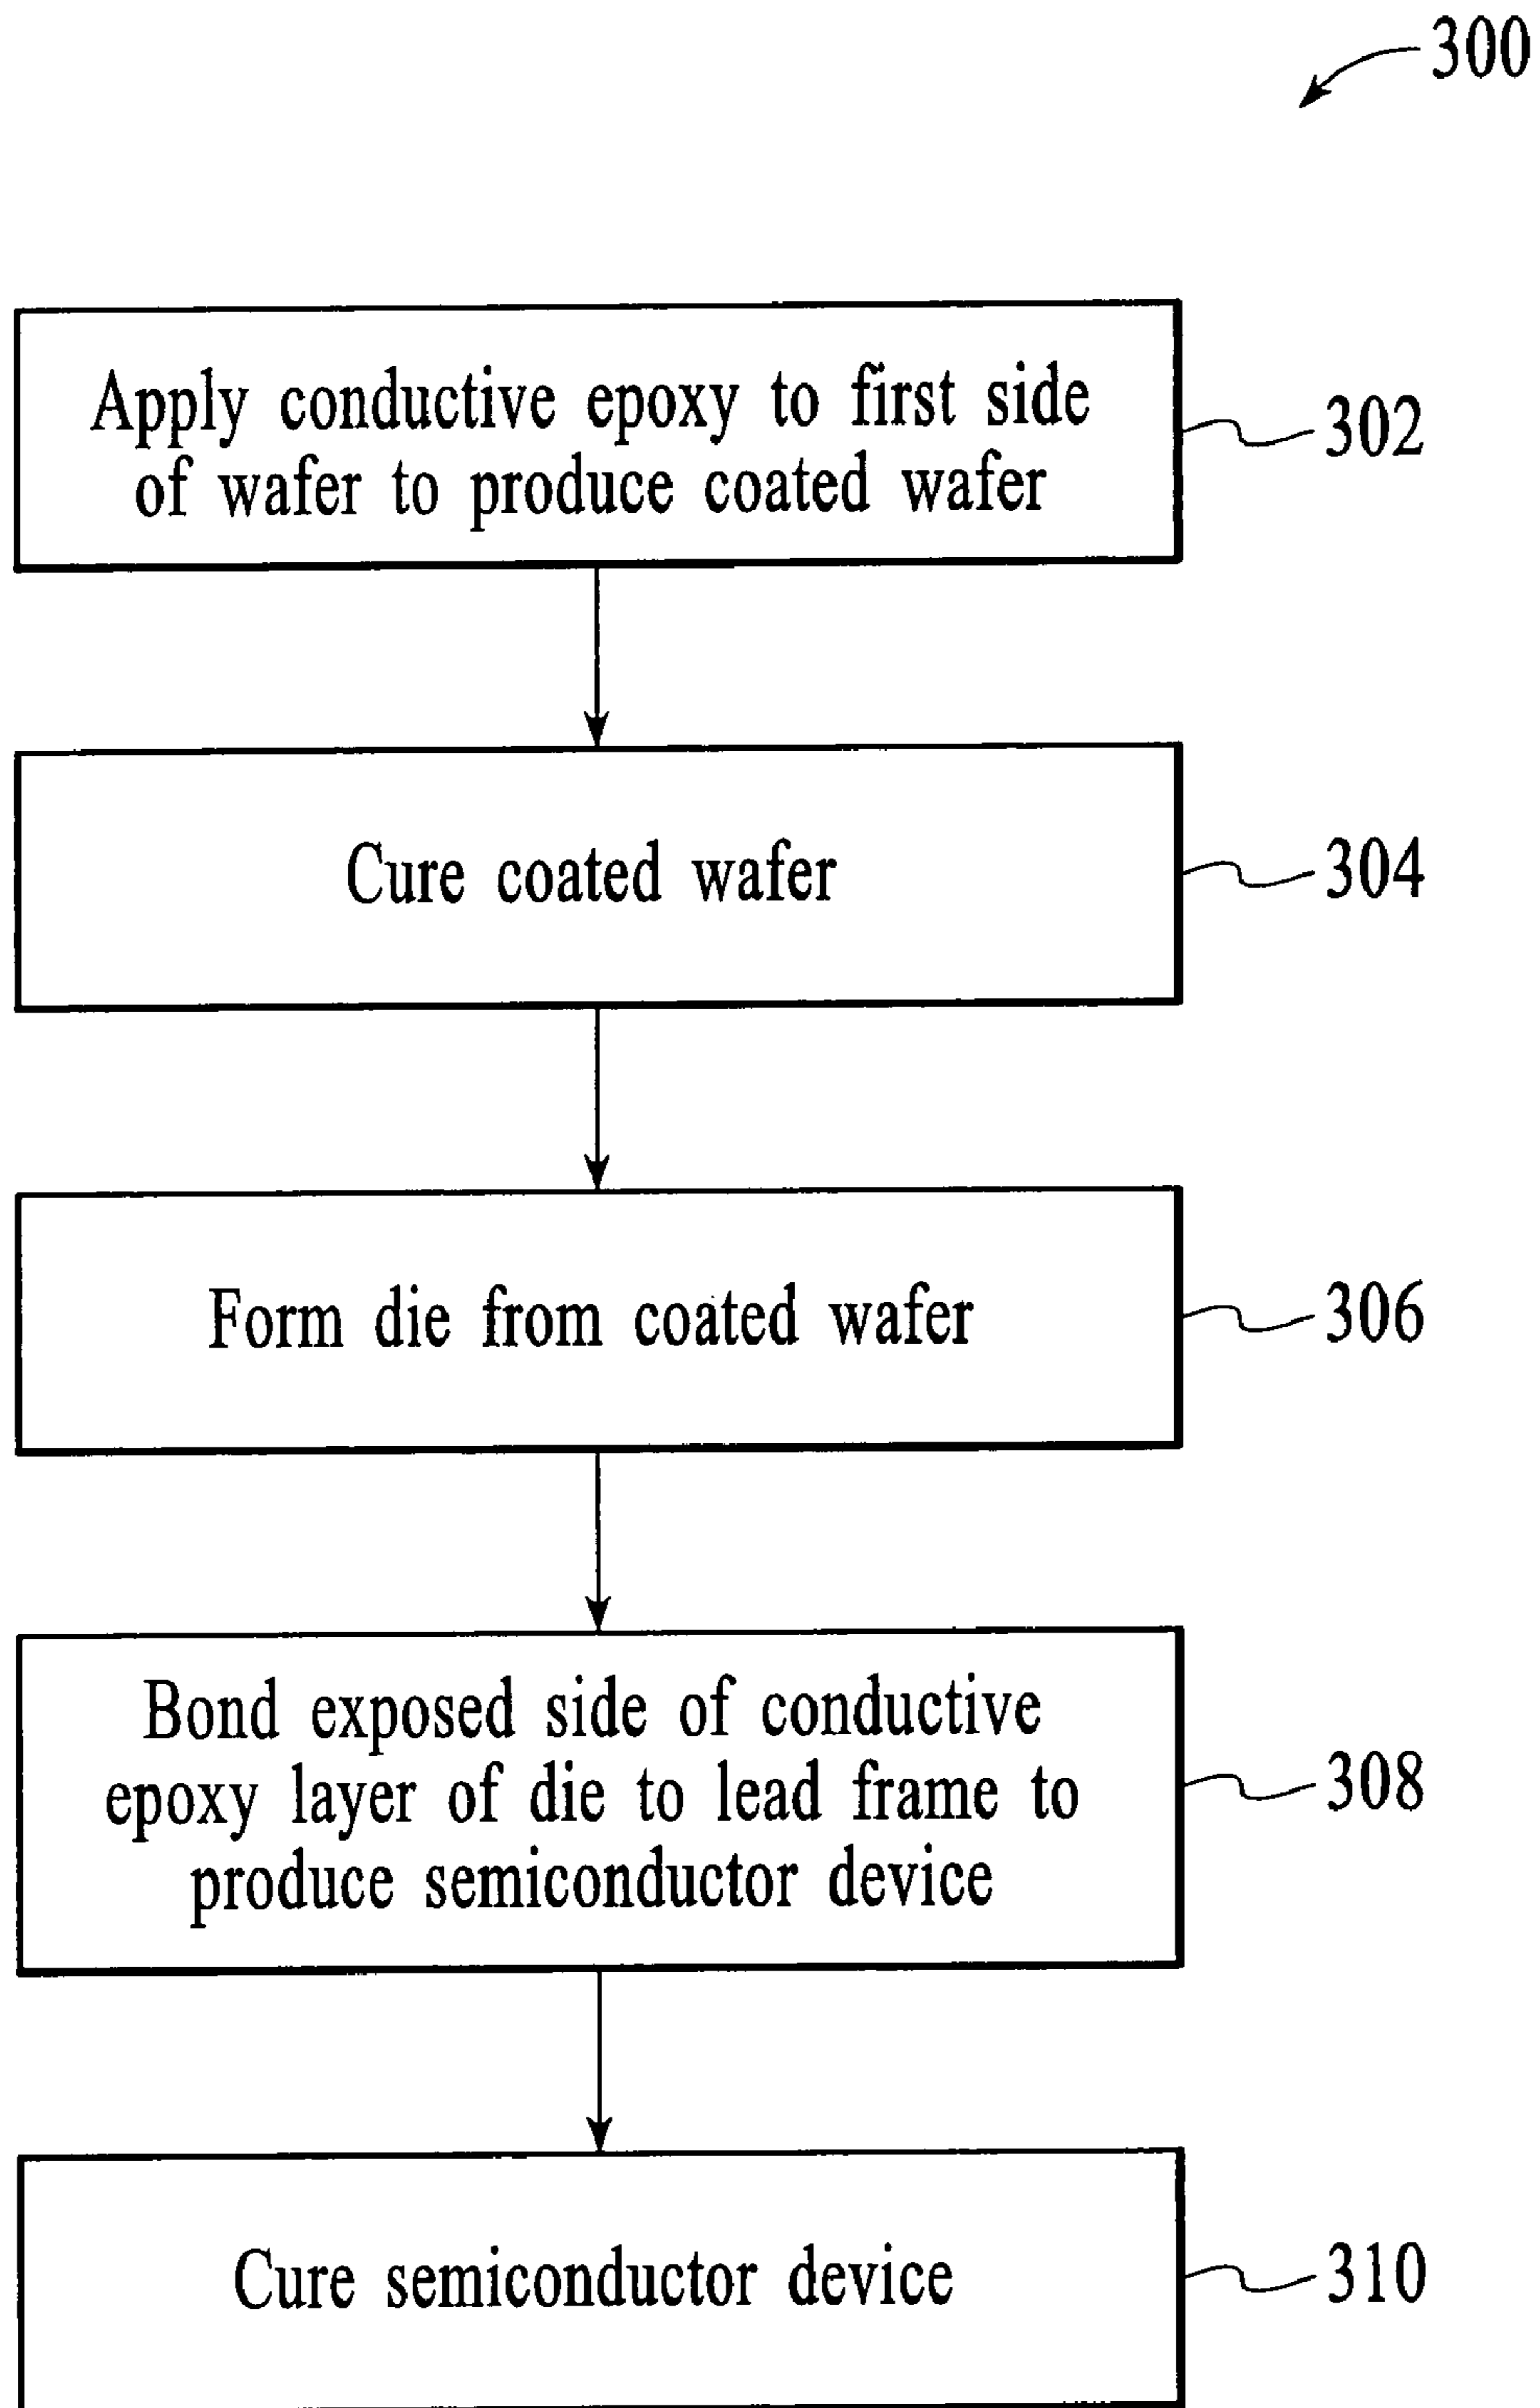 300
Apply conductive epoxy to first side
of wafer to produce coated wafer
302
Cure coated wafer
304
Form die from coated wafer
306
Bond exposed side of conductive
epoxy layer of die to lead frame to
produce semiconductor device
308
Cure semiconductor device
310